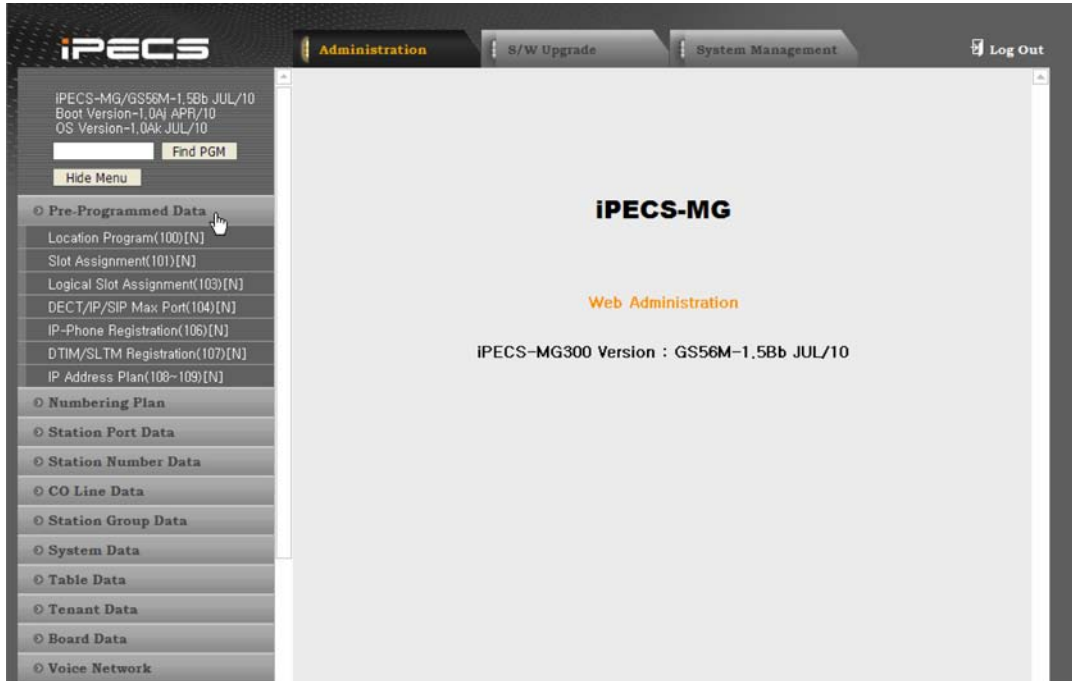 iPECS
Administration
S/W Upgrade
System Management
Log Out
iPECS-MG/GS56M-1.5Bb JUL/10
Boot Version-1.0Aj APR/10
OS Version-1.0Ak JUL/10
Find PGM
Hide Menu
Pre-Programmed Data
Location Program(100)[N]
Slot Assignment(101)[N]
Logical Slot Assignment(103)[N]
DECT/IP/SIP Max Port(104)[N]
IP-Phone Registration(106)[N]
DTIM/SLTM Registration(107)[N]
IP Address Plan(108~109)[N]
Numbering Plan
Station Port Data
Station Number Data
CO Line Data
Station Group Data
System Data
Table Data
Tenant Data
Board Data
Voice Network
iPECS-MG
Web Administration
iPECS-MG300 Version : GS56M-1.5Bb JUL/10